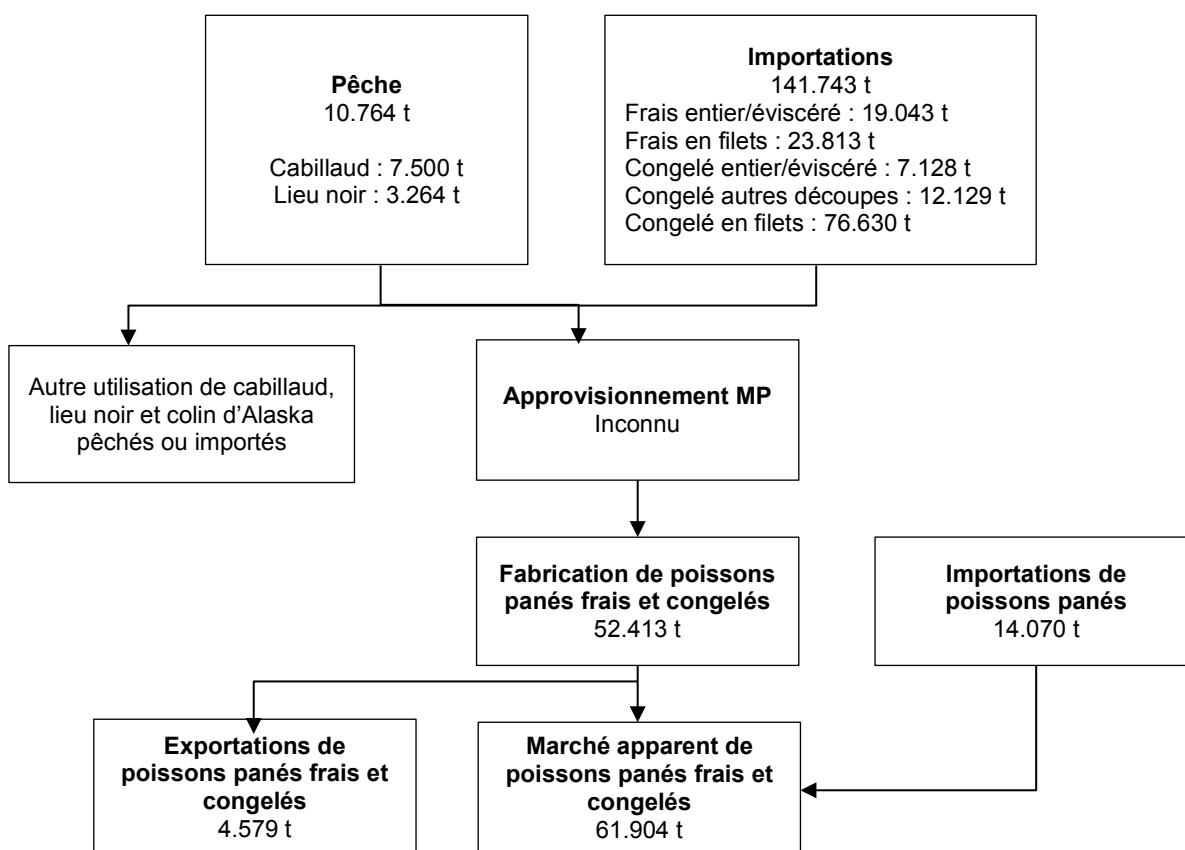 Pêche
10.764 t
Cabillaud : 7.500 t
Lieu noir : 3.264 t
Importations
141.743 t
Frais entier/éviscéré : 19.043 t
Frais en filets : 23.813 t
Congelé entier/éviscéré : 7.128 t
Congelé autres découpes : 12.129 t
Congelé en filets : 76.630 t
Autre utilisation de cabillaud,
lieu noir et colin d’Alaska
pêchés ou importés
Approvisionnement MP
Inconnu
Fabrication de poissons
panés frais et congelés
52.413 t
Importations de
poissons panés
14.070 t
Exportations de
poissons panés frais et
congelés
4.579 t
Marché apparent de
poissons panés frais et
congelés
61.904 t